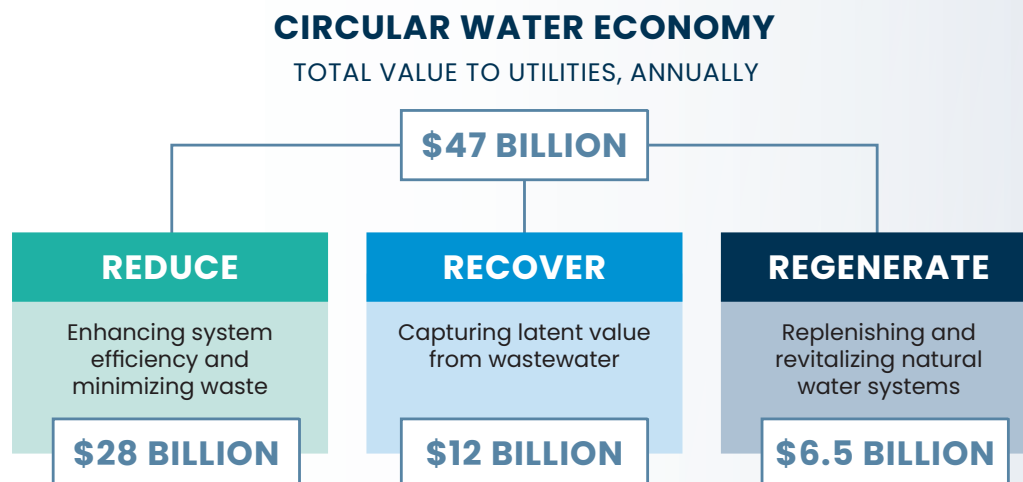 CIRCULAR WATER ECONOMY
TOTAL VALUE TO UTILITIES, ANNUALLY
$47 BILLION
REDUCE
Enhancing system
efficiency and
minimizing waste
$28 BILLION
RECOVER
Capturing latent value
from wastewater
$12 BILLION
REGENERATE
Replenishing and
revitalizing natural
water systems
$6.5 BILLION